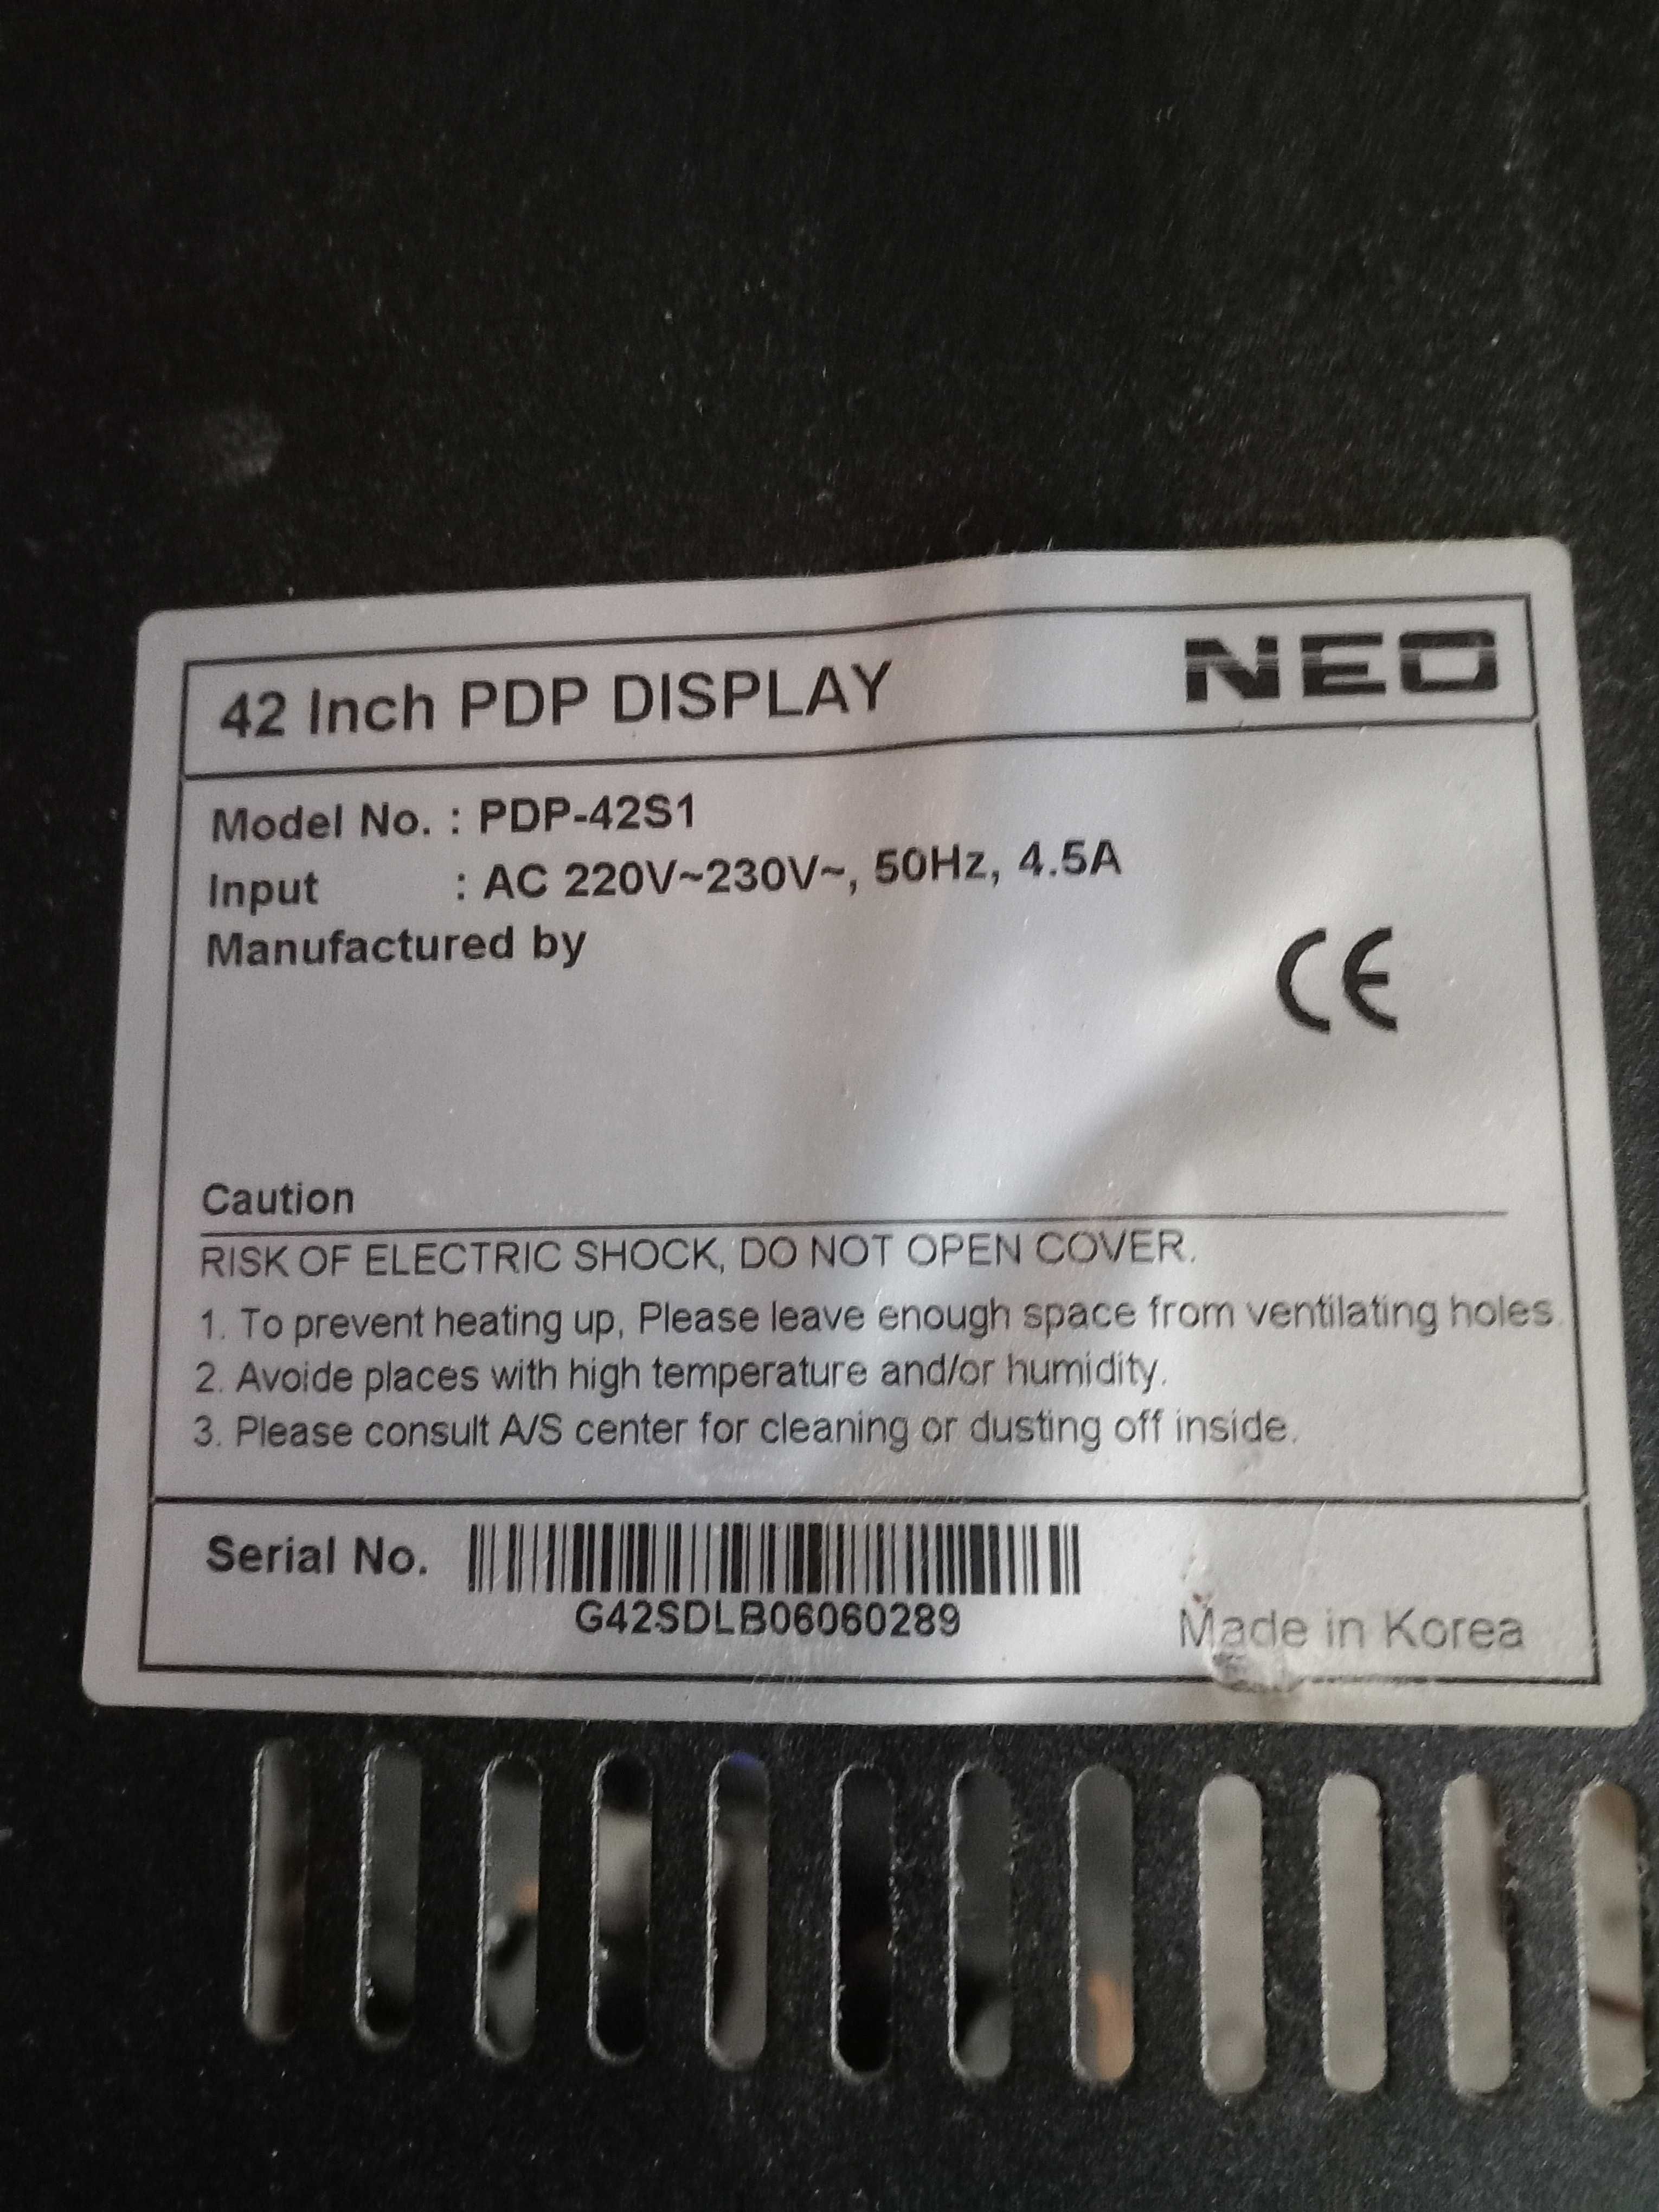 42 Inch PDP DISPLAY NEO
Model No. : PDP-42S1
Input : AC 220V~230V~, 50Hz, 4.5A
Manufactured by
CE
Caution
RISK OF ELECTRIC SHOCK, DO NOT OPEN COVER.
1. To prevent heating up, Please leave enough space from ventilating holes.
2. Avoide places with high temperature and/or humidity.
3. Please consult A/S center for cleaning or dusting off inside.
Serial No.
G42SDLB06060289
Made in Korea